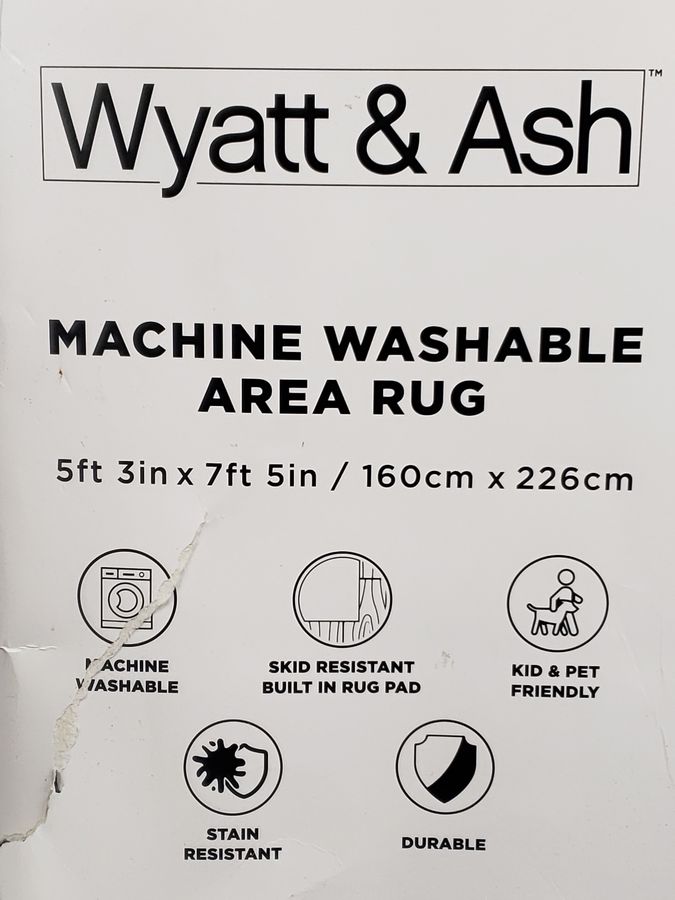 Wyatt & Ash™
MACHINE WASHABLE
AREA RUG
5ft 3in x 7ft 5in / 160cm x 226cm
MACHINE
WASHABLE
SKID RESISTANT
BUILT IN RUG PAD
KID & PET
FRIENDLY
STAIN
RESISTANT
DURABLE